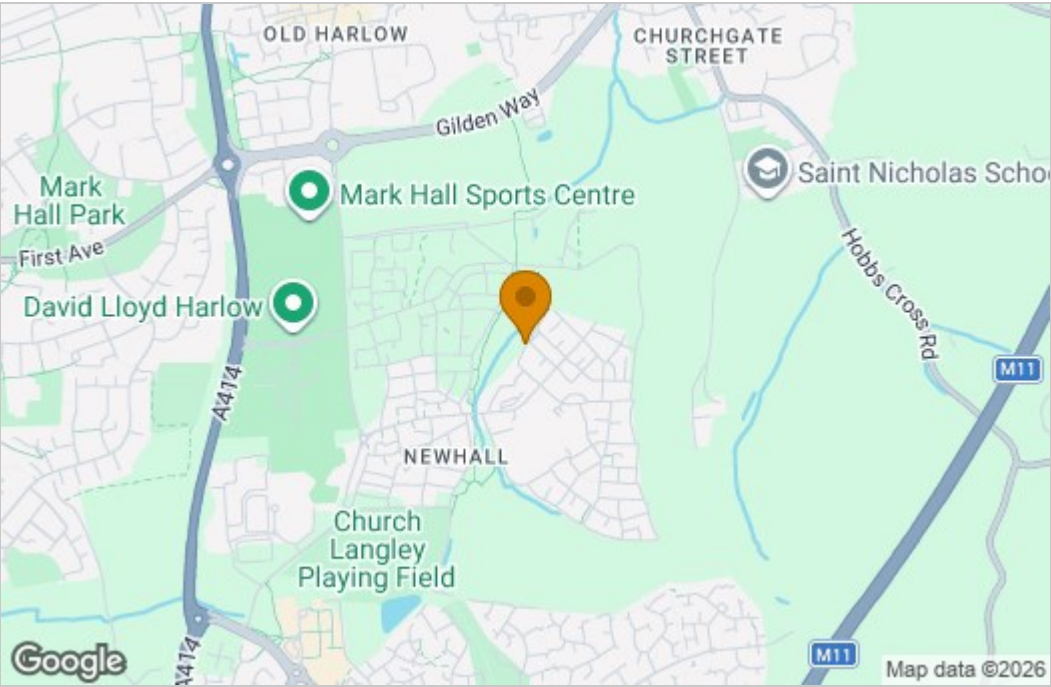 OLD HARLOW
CHURCHGATE
STREET
Gilden Way
Mark
Hall Park
Mark Hall Sports Centre
Saint Nicholas Schoo
First Ave
Hobbs Cross Rd
David Lloyd Harlow
M11
A414
NEWHALL
Church
Langley
Playing Field
A414
M11
Google
Map data ©2026